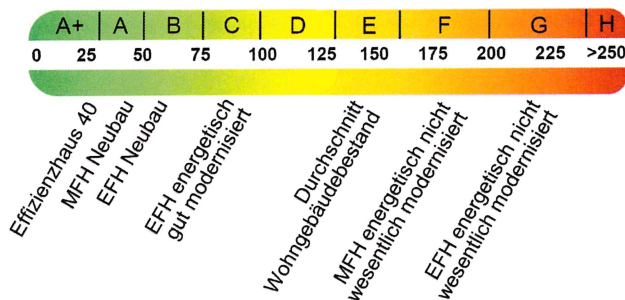 A+ A B C D E F G H
0 25 50 75 100 125 150 175 200 225 >250
Effizienzhaus 40
MFH Neubau
EFH Neubau
EFH energetisch
gut modernisiert
Durchschnitt
Wohngebäudebestand
MFH energetisch nicht
wesentlich modernisiert
EFH energetisch nicht
wesentlich modernisiert